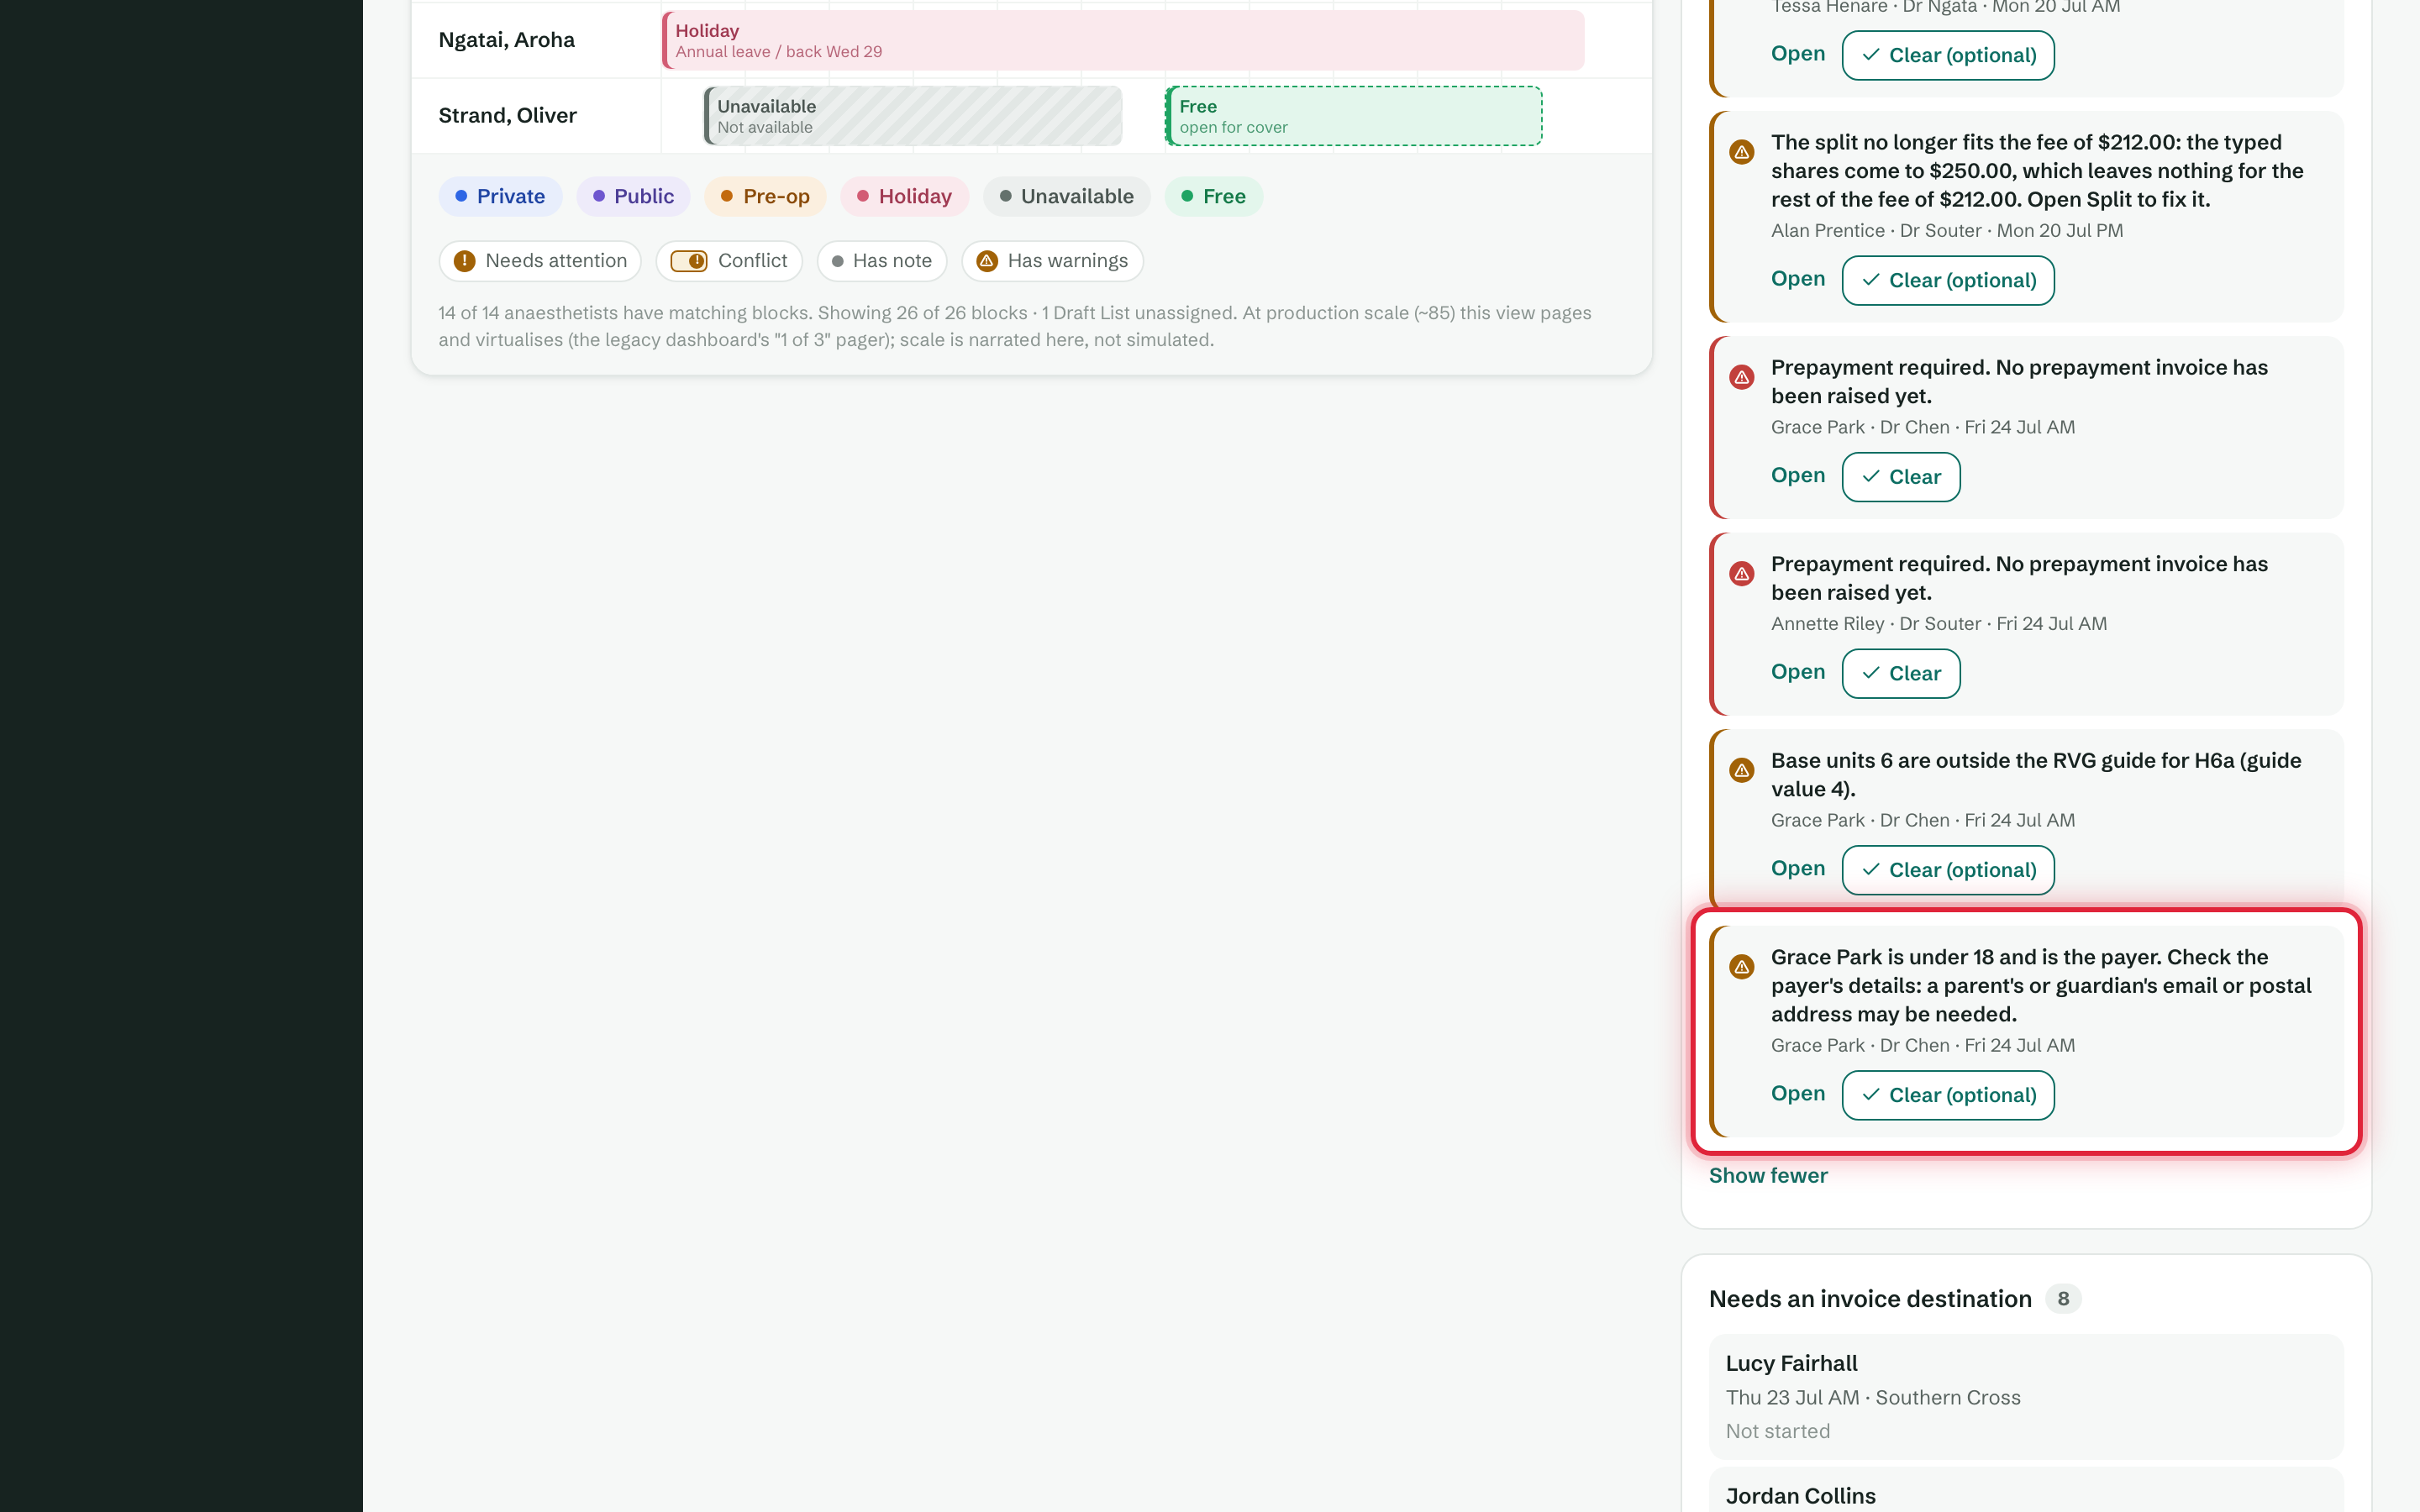 Ngatai, Aroha
Holiday
Annual leave / back Wed 29
Strand, Oliver
Unavailable
Not available
Free
open for cover
Private
Public
Pre-op
Holiday
Unavailable
Free
Needs attention
Conflict
Has note
Has warnings
14 of 14 anaesthetists have matching blocks. Showing 26 of 26 blocks · 1 Draft List unassigned. At production scale (~85) this view pages
and virtualises (the legacy dashboard's "1 of 3" pager); scale is narrated here, not simulated.
Tessa Henare · Dr Ngata · Mon 20 Jul AM
Open
Clear (optional)
The split no longer fits the fee of $212.00: the typed
shares come to $250.00, which leaves nothing for the
rest of the fee of $212.00. Open Split to fix it.
Alan Prentice · Dr Souter · Mon 20 Jul PM
Open
Clear (optional)
Prepayment required. No prepayment invoice has
been raised yet.
Grace Park · Dr Chen · Fri 24 Jul AM
Open
Clear
Prepayment required. No prepayment invoice has
been raised yet.
Annette Riley · Dr Souter · Fri 24 Jul AM
Open
Clear
Base units 6 are outside the RVG guide for H6a (guide
value 4).
Grace Park · Dr Chen · Fri 24 Jul AM
Open
Clear (optional)
Grace Park is under 18 and is the payer. Check the
payer's details: a parent's or guardian's email or postal
address may be needed.
Grace Park · Dr Chen · Fri 24 Jul AM
Open
Clear (optional)
Show fewer
Needs an invoice destination 8
Lucy Fairhall
Thu 23 Jul AM · Southern Cross
Not started
Jordan Collins